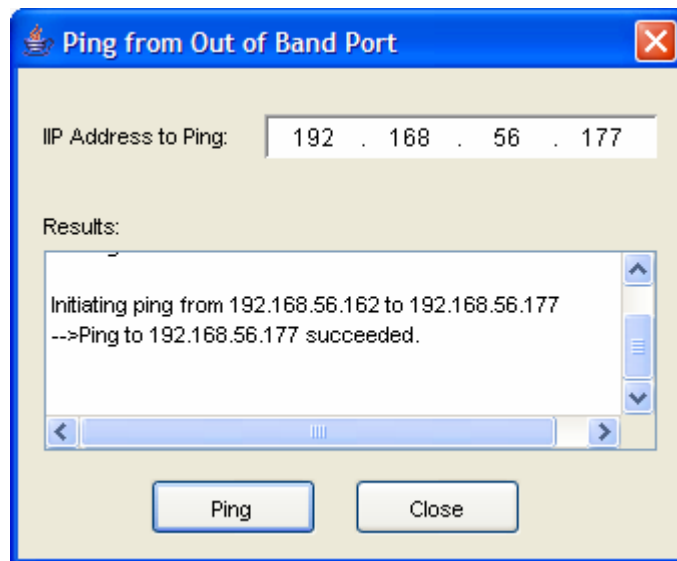 Ping from Out of Band Port
IIP Address to Ping: 192 . 168 . 56 . 177
Results:
Initiating ping from 192.168.56.162 to 192.168.56.177
-->Ping to 192.168.56.177 succeeded.
Ping Close